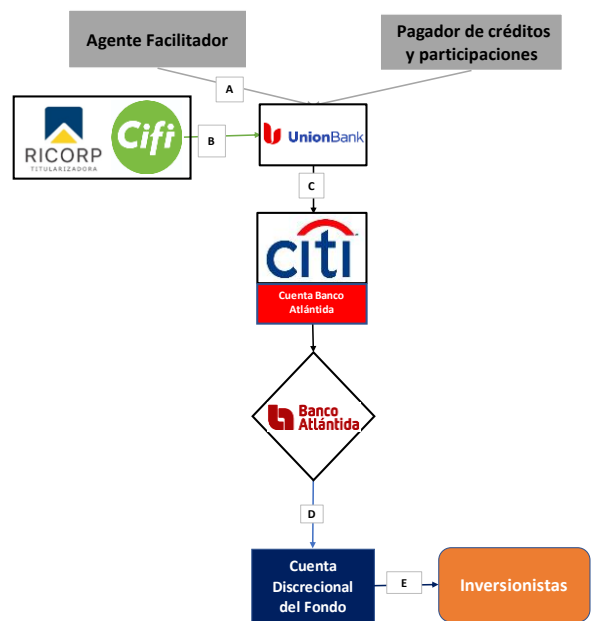 Agente Facilitador
Pagador de créditos
y participaciones
A
RICORP
TITULARIZADORA
Cifi
B
UnionBank
C
citi
Cuenta Banco
Atlántida
Banco
Atlántida
D
Cuenta
Discrecional
del Fondo
E
Inversionistas